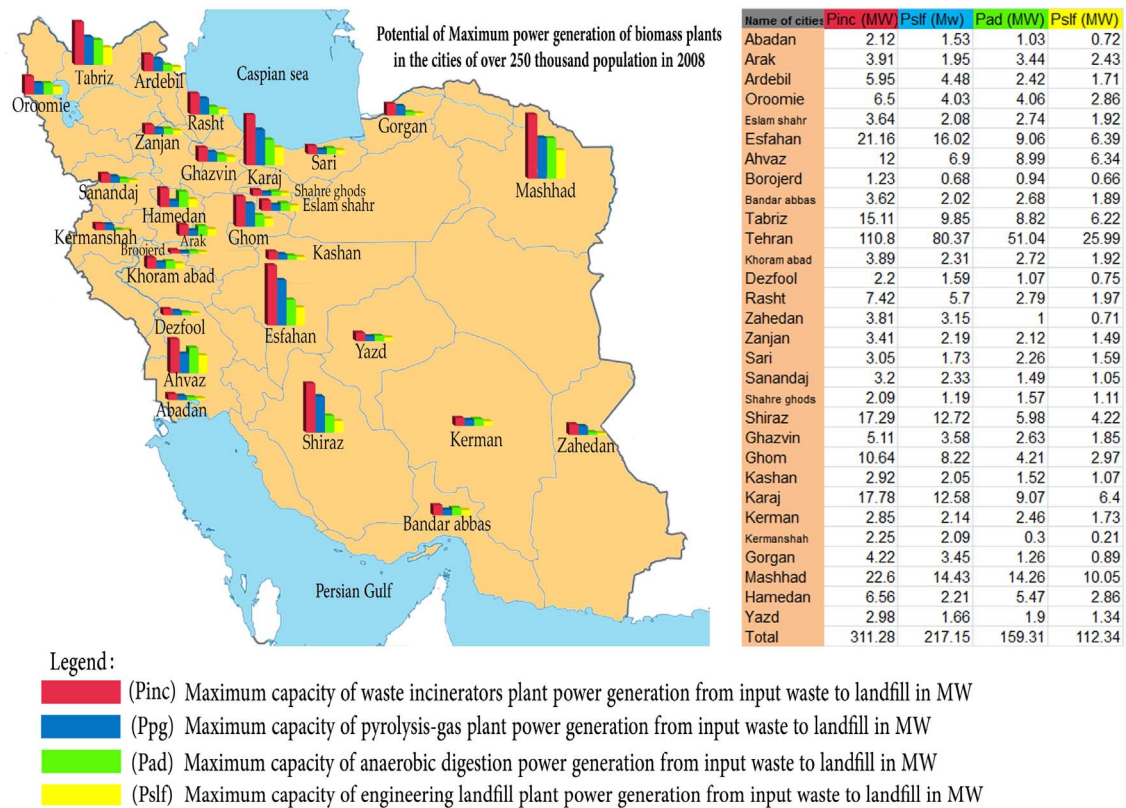 Potential of Maximum power generation of biomass plants
in the cities of over 250 thousand population in 2008
Caspian sea
Tabriz
Ardebil
Oroomie
Rasht
Gorgan
Zanjan
Ghazvin
Karaj
Sari
Mashhad
Sanandaj
Shahre ghods
Hamedan
Eslam shahr
Kermanshah
Arak
Ghom
Broojerd
Kashan
Khoram abad
Dezfool
Esfahan
Yazd
Ahvaz
Abadan
Shiraz
Kerman
Zahedan
Bandar abbas
Persian Gulf
Name of cities Pinc (MW) Pslf (Mw) Pad (MW) Pslf (MW)
Abadan 2.12 1.53 1.03 0.72
Arak 3.91 1.95 3.44 2.43
Ardebil 5.95 4.48 2.42 1.71
Oroomie 6.5 4.03 4.06 2.86
Eslam shahr 3.64 2.08 2.74 1.92
Esfahan 21.16 16.02 9.06 6.39
Ahvaz 12 6.9 8.99 6.34
Borojerd 1.23 0.68 0.94 0.66
Bandar abbas 3.62 2.02 2.68 1.89
Tabriz 15.11 9.85 8.82 6.22
Tehran 110.8 80.37 51.04 25.99
Khoram abad 3.89 2.31 2.72 1.92
Dezfool 2.2 1.59 1.07 0.75
Rasht 7.42 5.7 2.79 1.97
Zahedan 3.81 3.15 1 0.71
Zanjan 3.41 2.19 2.12 1.49
Sari 3.05 1.73 2.26 1.59
Sanandaj 3.2 2.33 1.49 1.05
Shahre ghods 2.09 1.19 1.57 1.11
Shiraz 17.29 12.72 5.98 4.22
Ghazvin 5.11 3.58 2.63 1.85
Ghom 10.64 8.22 4.21 2.97
Kashan 2.92 2.05 1.52 1.07
Karaj 17.78 12.58 9.07 6.4
Kerman 2.85 2.14 2.46 1.73
Kermanshah 2.25 2.09 0.3 0.21
Gorgan 4.22 3.45 1.26 0.89
Mashhad 22.6 14.43 14.26 10.05
Hamedan 6.56 2.21 5.47 2.86
Yazd 2.98 1.66 1.9 1.34
Total 311.28 217.15 159.31 112.34
Legend :
(Pinc) Maximum capacity of waste incinerators plant power generation from input waste to landfill in MW
(Ppg) Maximum capacity of pyrolysis-gas plant power generation from input waste to landfill in MW
(Pad) Maximum capacity of anaerobic digestion power generation from input waste to landfill in MW
(Pslf) Maximum capacity of engineering landfill plant power generation from input waste to landfill in MW